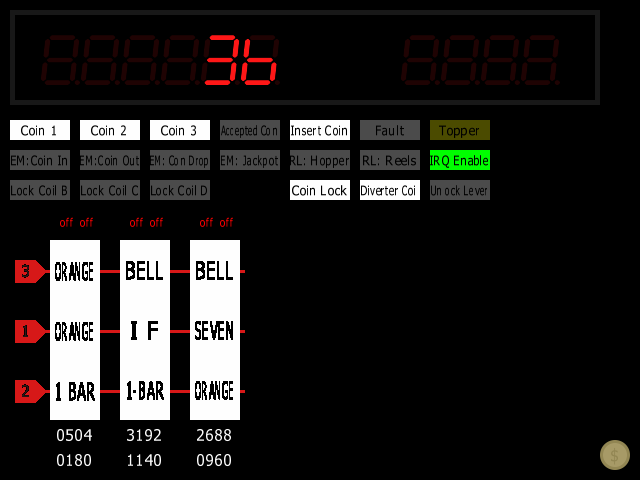 3b
Coin 1 Coin 2 Coin 3 Accepted Coin Insert Coin Fault Topper
EM:Coin In EM:Coin Out EM: Coin Drop EM: Jackpot RL: Hopper RL: Reels IRQ Enable
Lock Coil B Lock Coil C Lock Coil D Coin Lock Diverter Coi Unlock Lever
off off off off off off
3 ORANGE BELL BELL
1 ORANGE I F SEVEN
2 1 BAR 1-BAR ORANGE
0504 3192 2688
0180 1140 0960
$